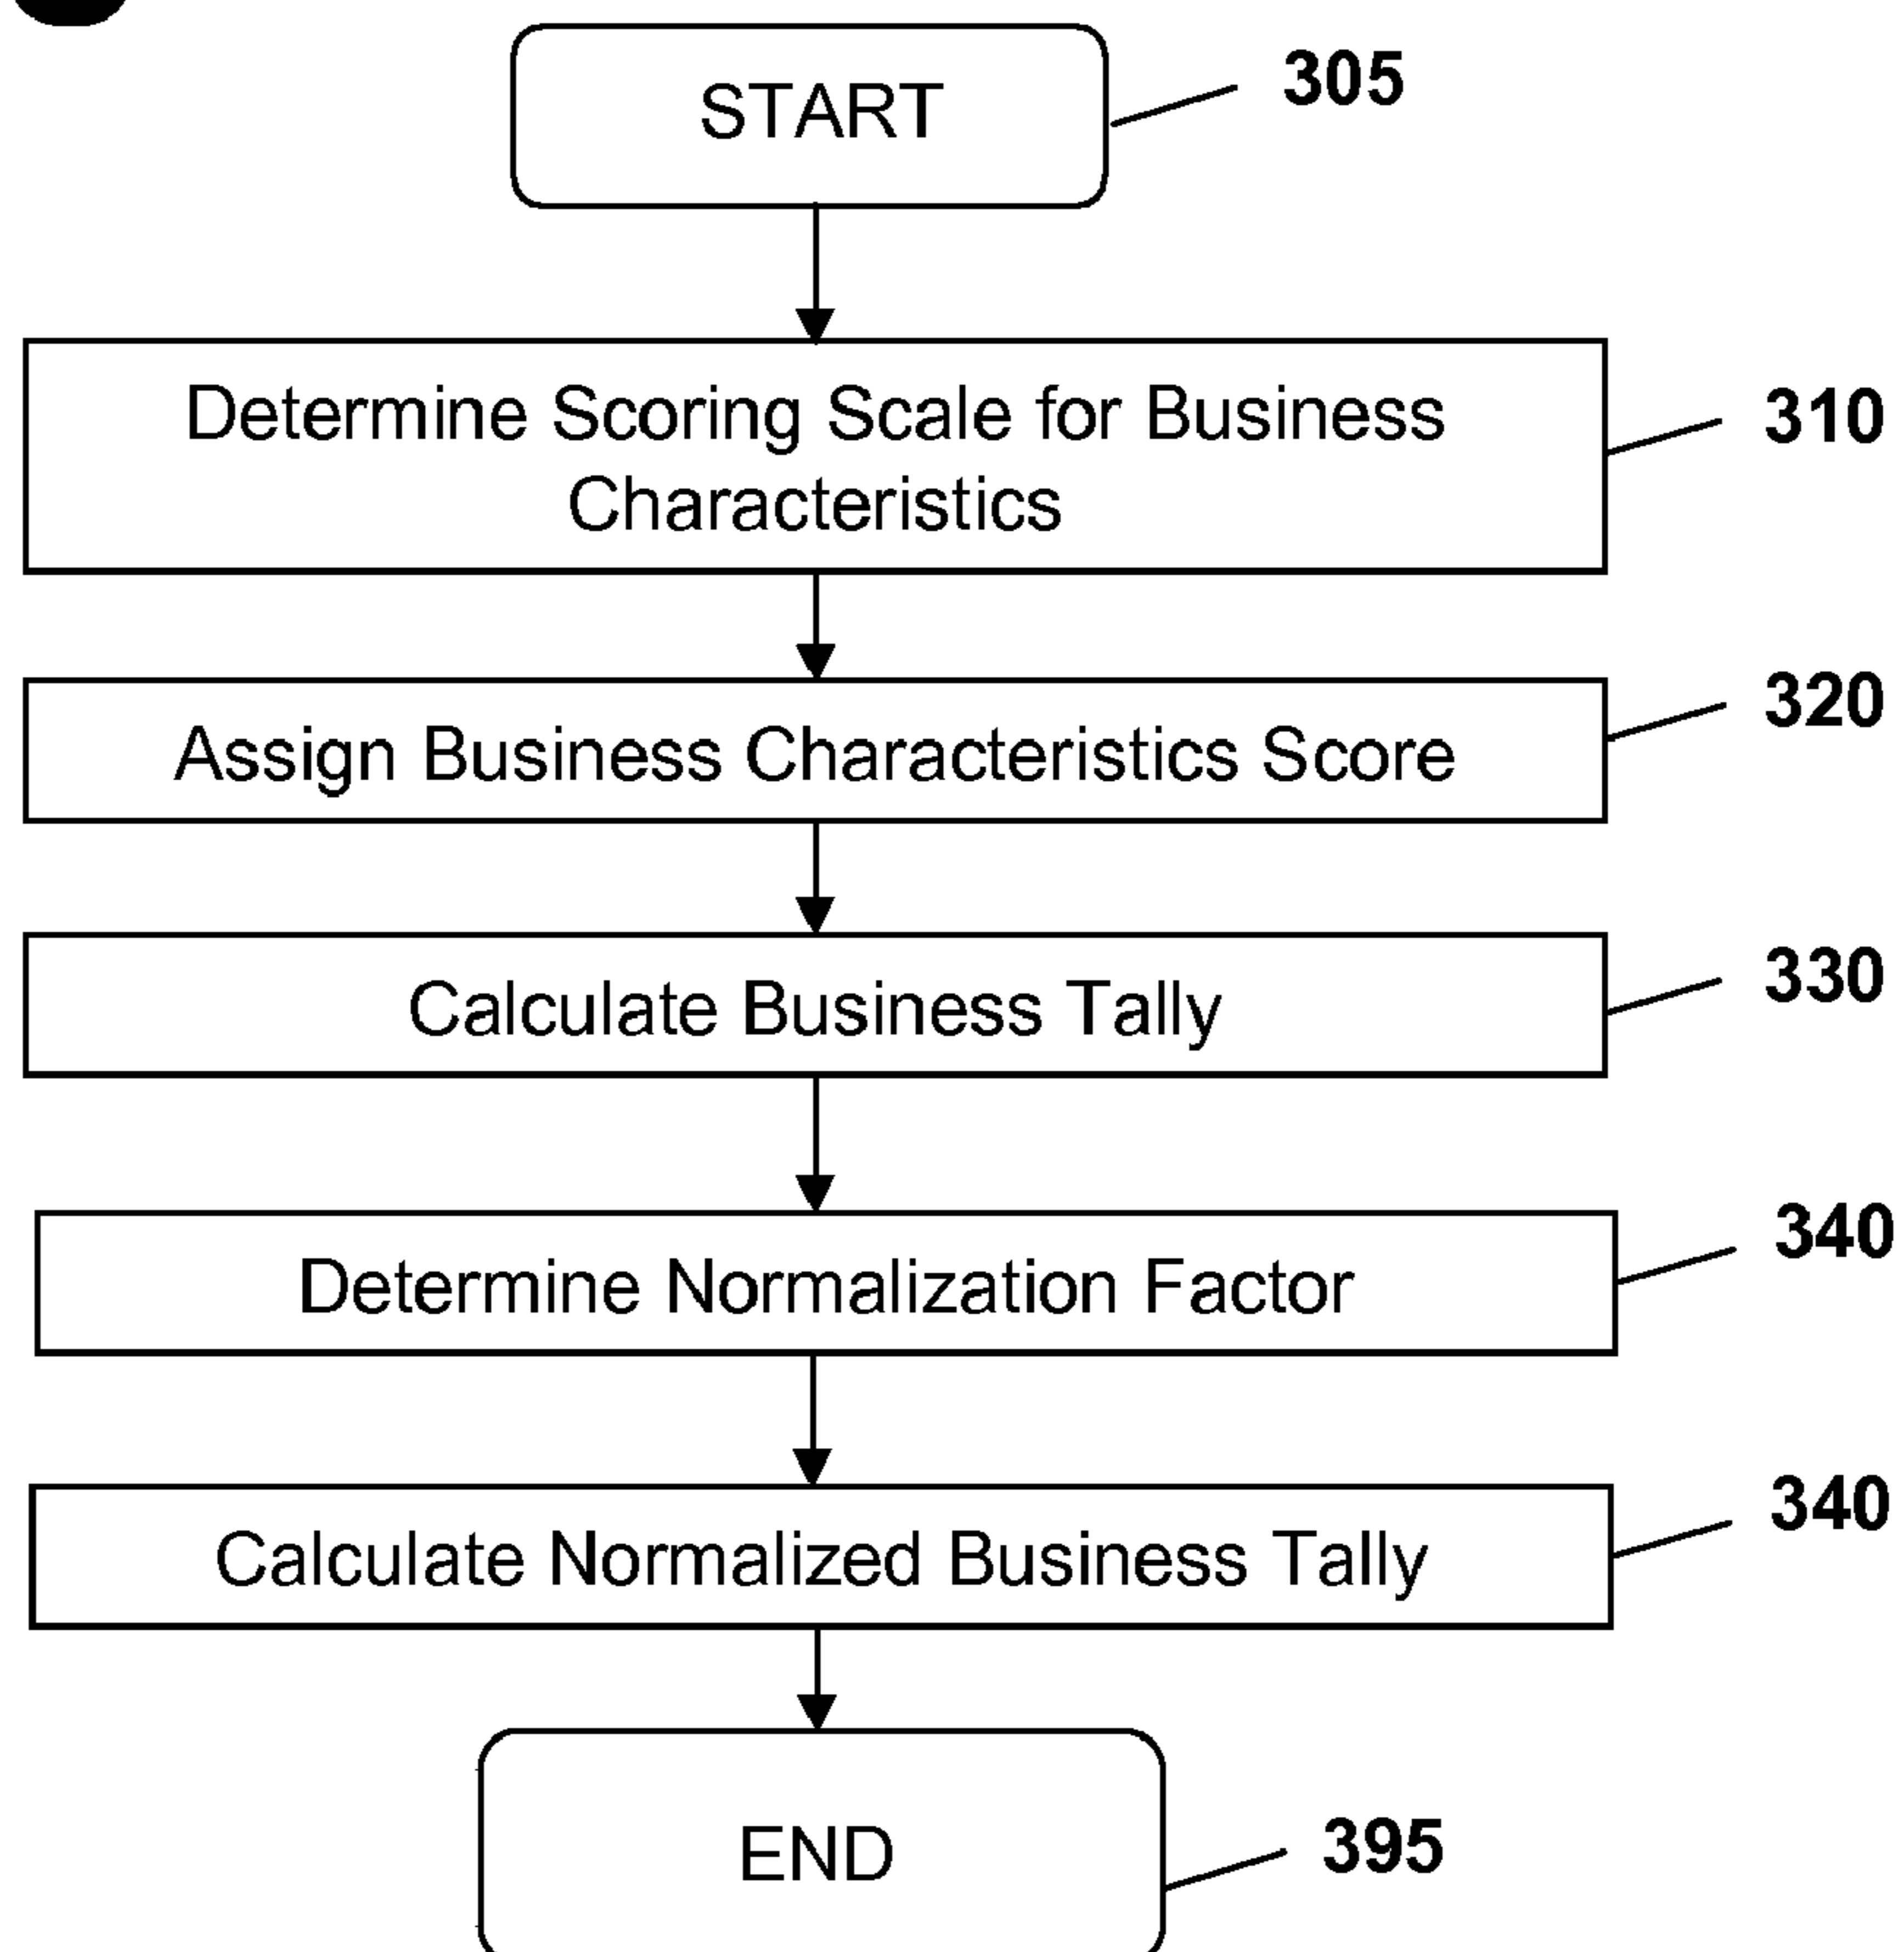 START
305
Determine Scoring Scale for Business
Characteristics
310
Assign Business Characteristics Score
320
Calculate Business Tally
330
Determine Normalization Factor
340
Calculate Normalized Business Tally
340
END
395